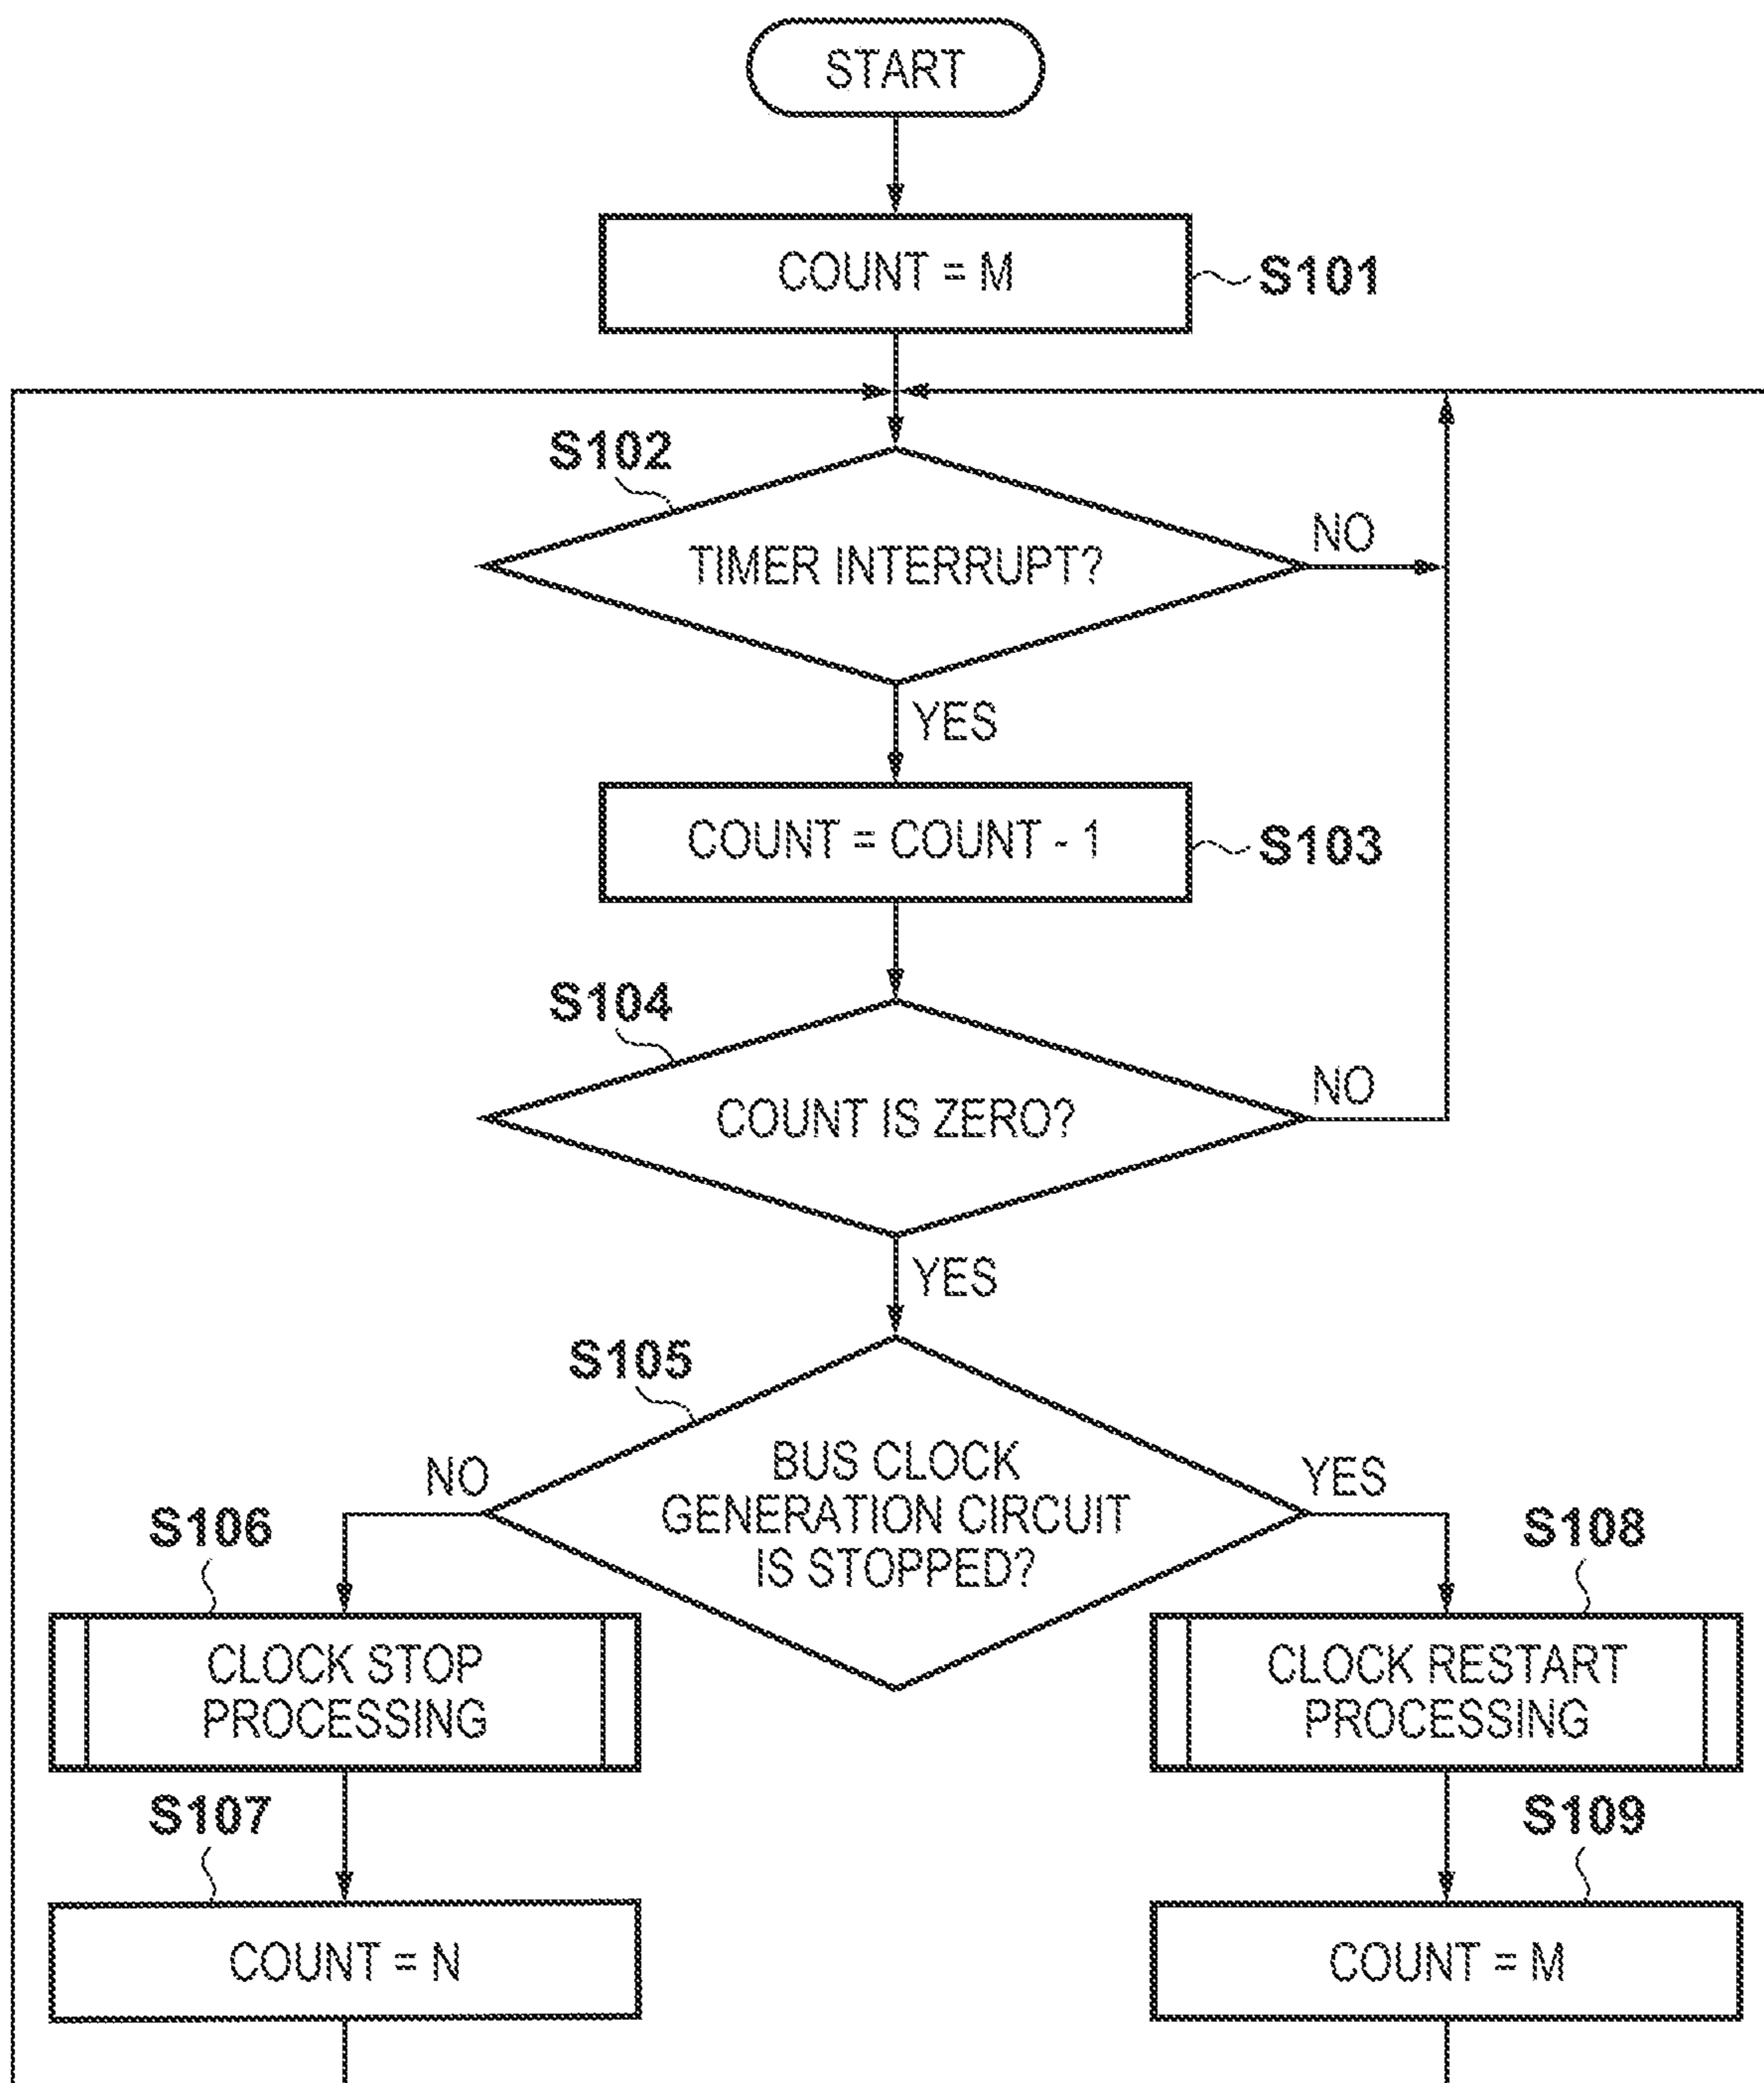 START
COUNT = M
S101
S102
TIMER INTERRUPT?
NO
YES
COUNT = COUNT - 1
S103
S104
COUNT IS ZERO?
NO
YES
S105
BUS CLOCK
GENERATION CIRCUIT
IS STOPPED?
NO
YES
S106
CLOCK STOP
PROCESSING
S108
CLOCK RESTART
PROCESSING
S107
COUNT = N
S109
COUNT = M